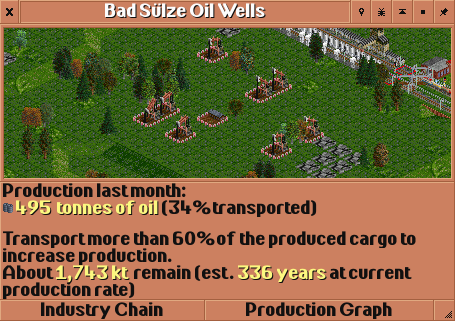 Bad Sülze Oil Wells
Production last month:
495 tonnes of oil (34% transported)
Transport more than 60% of the produced cargo to
increase production.
About 1,743 kt remain (est. 336 years at current
production rate)
Industry Chain
Production Graph